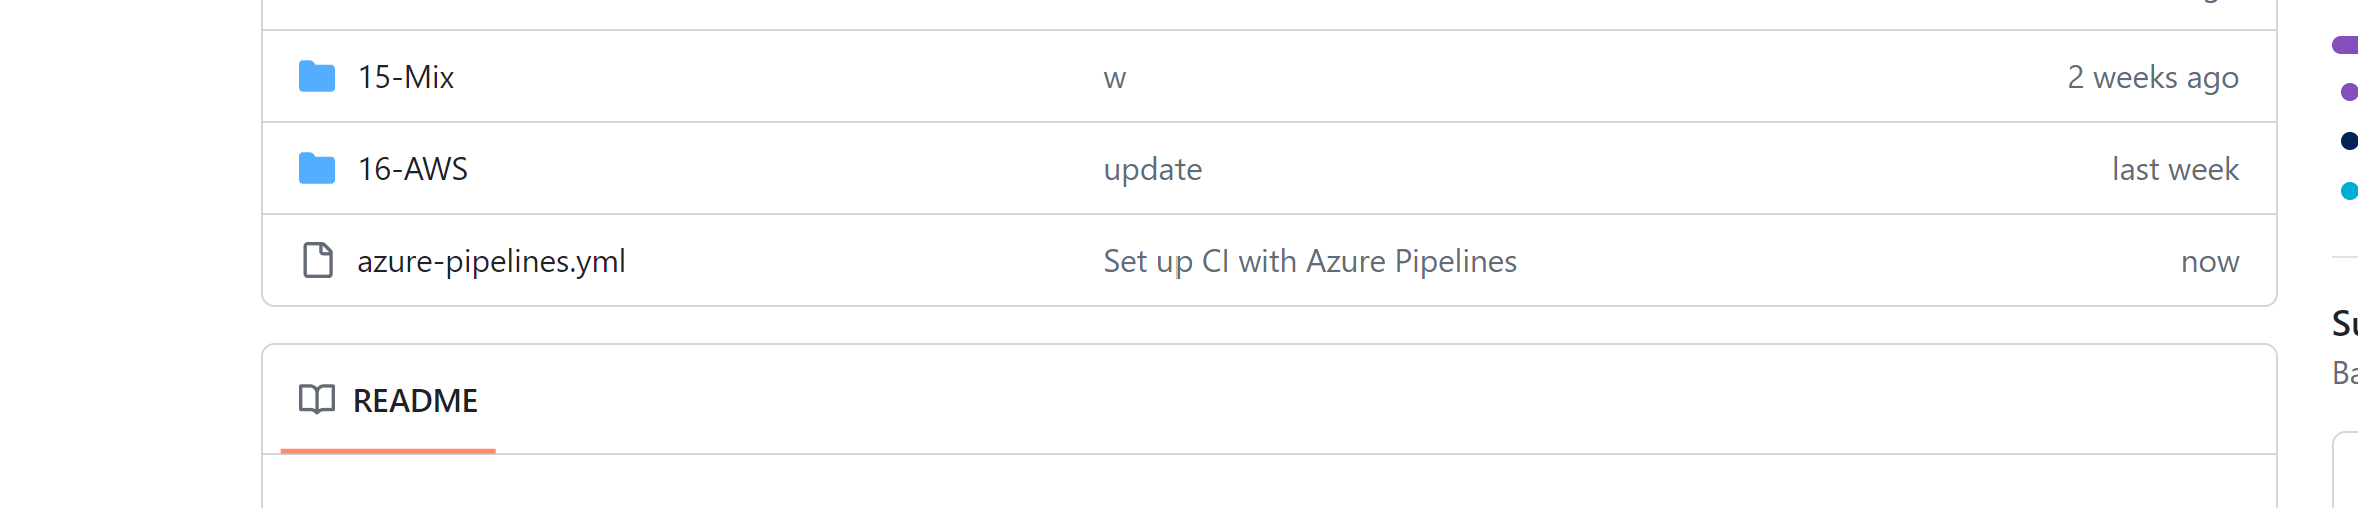 15-Mix w 2 weeks ago
16-AWS update last week
azure-pipelines.yml Set up CI with Azure Pipelines now
README